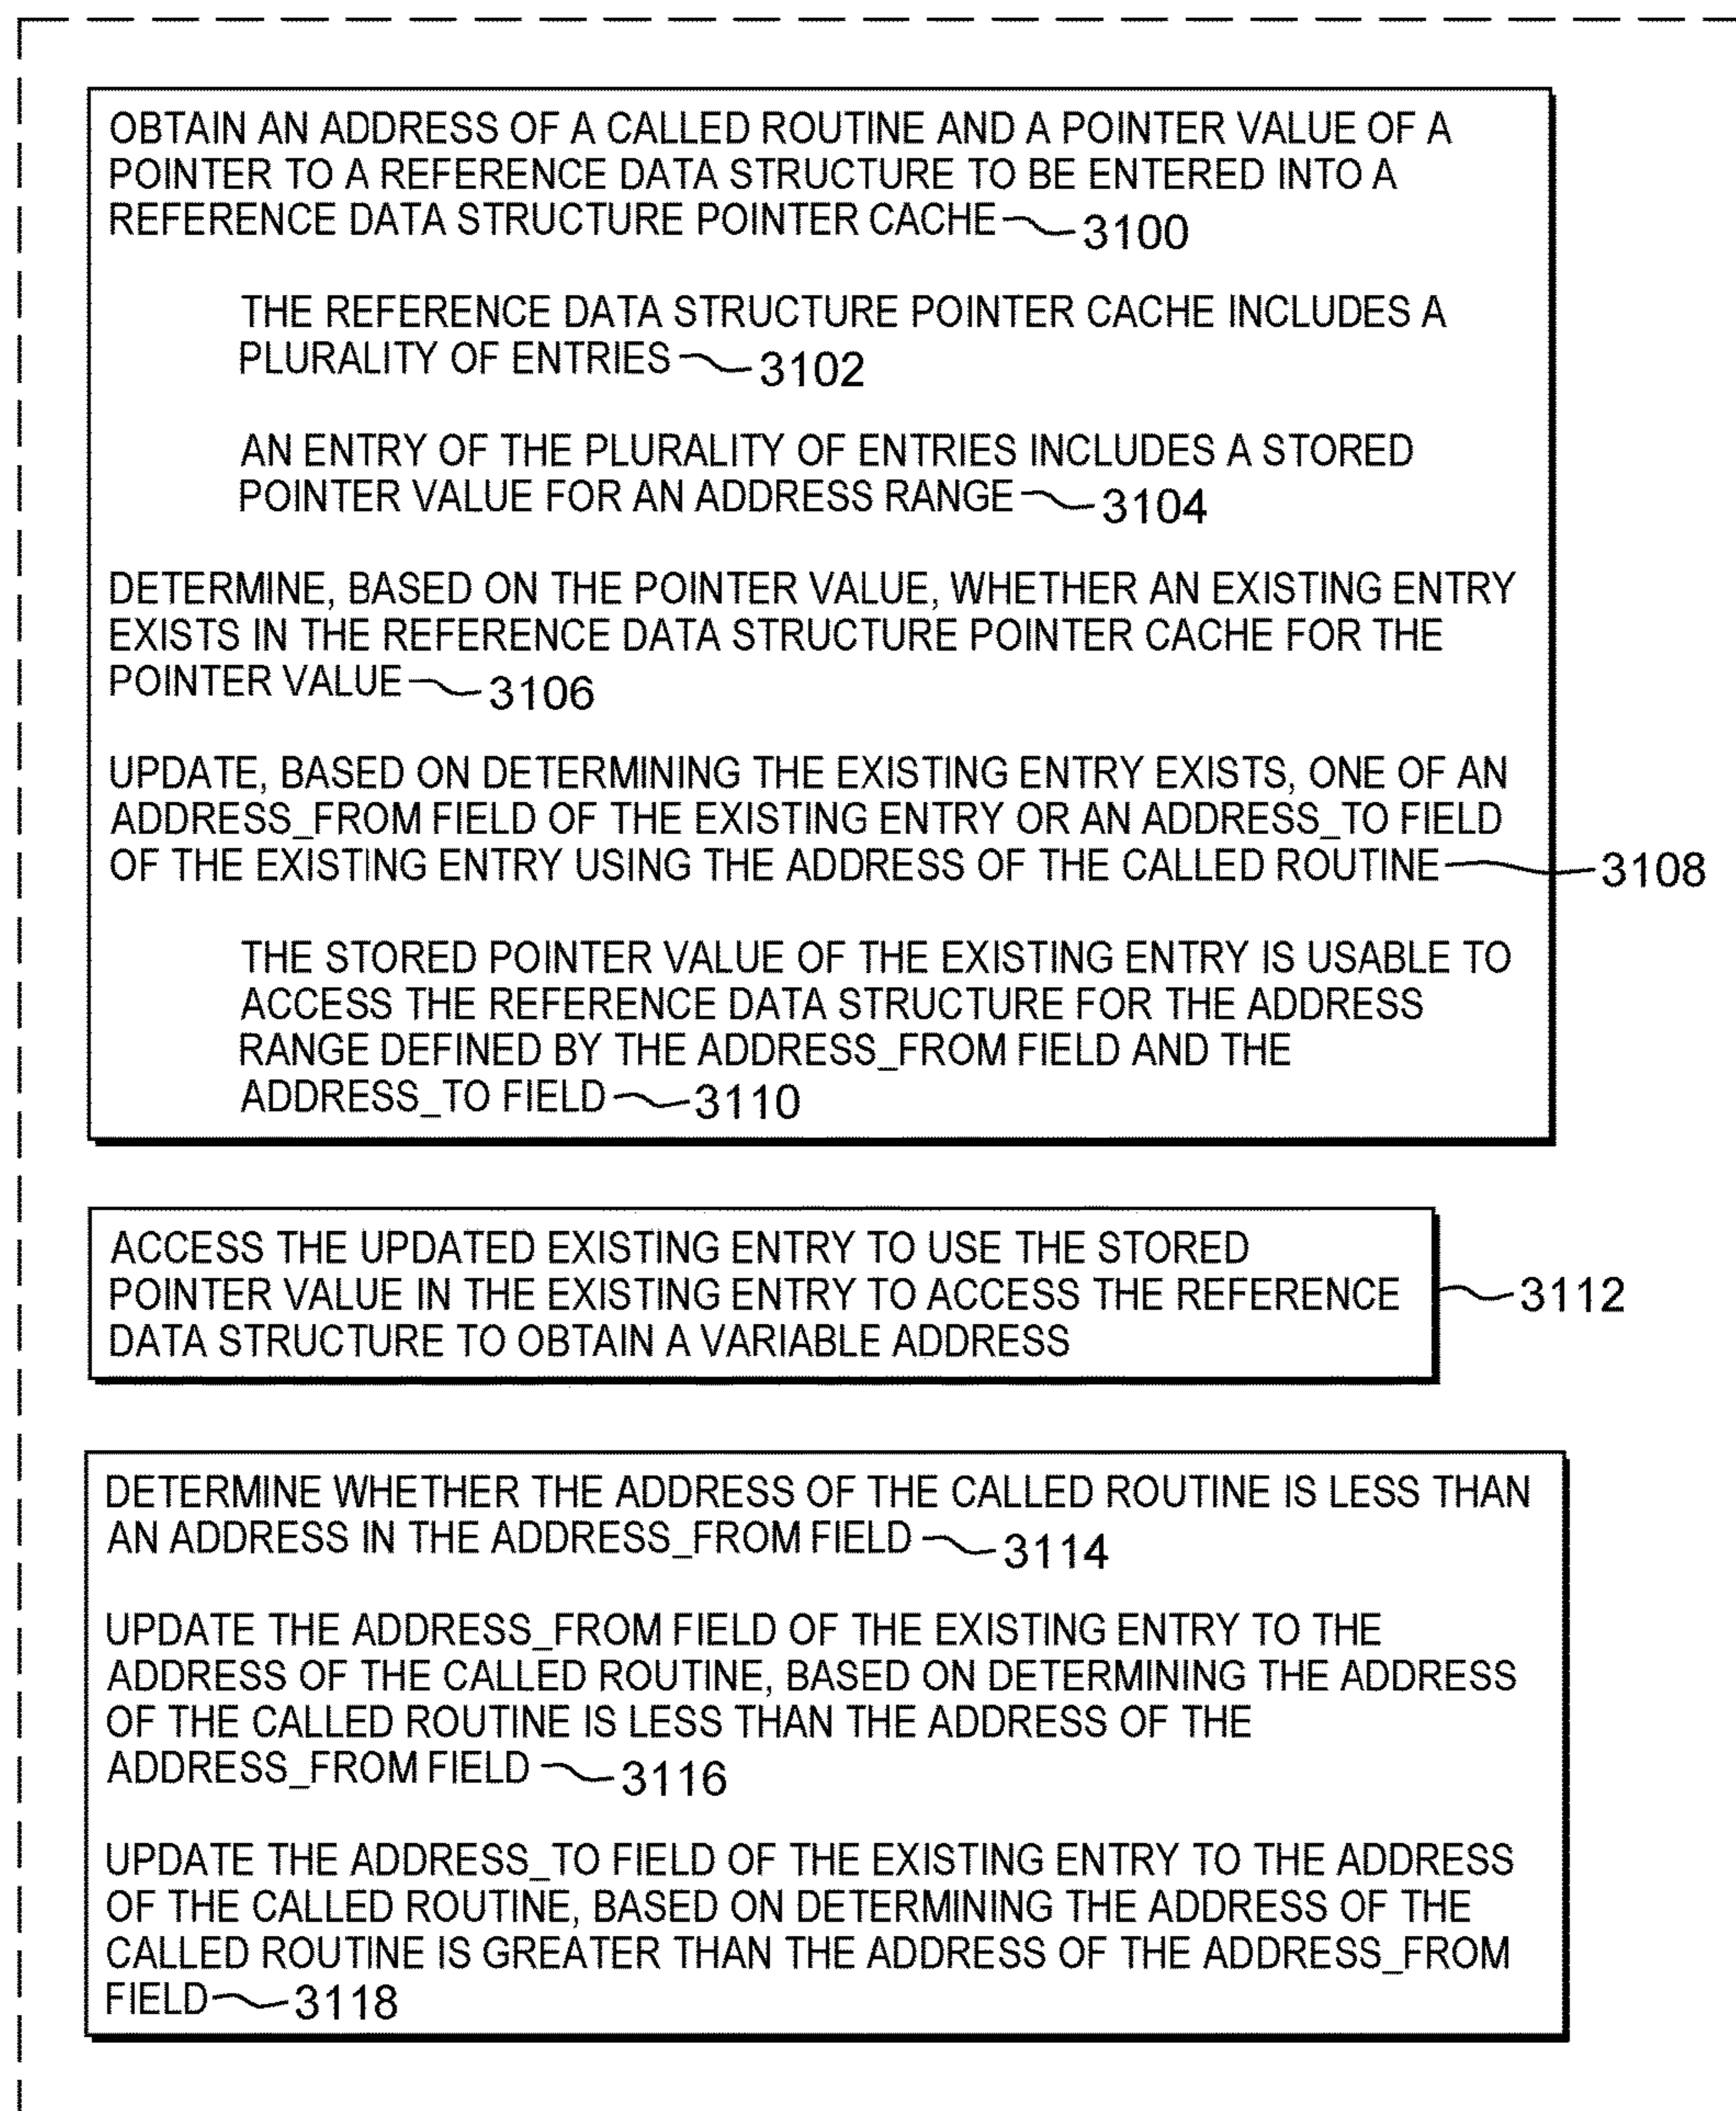 OBTAIN AN ADDRESS OF A CALLED ROUTINE AND A POINTER VALUE OF A
POINTER TO A REFERENCE DATA STRUCTURE TO BE ENTERED INTO A
REFERENCE DATA STRUCTURE POINTER CACHE 3100
THE REFERENCE DATA STRUCTURE POINTER CACHE INCLUDES A
PLURALITY OF ENTRIES 3102
AN ENTRY OF THE PLURALITY OF ENTRIES INCLUDES A STORED
POINTER VALUE FOR AN ADDRESS RANGE 3104
DETERMINE, BASED ON THE POINTER VALUE, WHETHER AN EXISTING ENTRY
EXISTS IN THE REFERENCE DATA STRUCTURE POINTER CACHE FOR THE
POINTER VALUE 3106
UPDATE, BASED ON DETERMINING THE EXISTING ENTRY EXISTS, ONE OF AN
ADDRESS_FROM FIELD OF THE EXISTING ENTRY OR AN ADDRESS_TO FIELD
OF THE EXISTING ENTRY USING THE ADDRESS OF THE CALLED ROUTINE 3108
THE STORED POINTER VALUE OF THE EXISTING ENTRY IS USABLE TO
ACCESS THE REFERENCE DATA STRUCTURE FOR THE ADDRESS
RANGE DEFINED BY THE ADDRESS_FROM FIELD AND THE
ADDRESS_TO FIELD 3110
ACCESS THE UPDATED EXISTING ENTRY TO USE THE STORED
POINTER VALUE IN THE EXISTING ENTRY TO ACCESS THE REFERENCE 3112
DATA STRUCTURE TO OBTAIN A VARIABLE ADDRESS
DETERMINE WHETHER THE ADDRESS OF THE CALLED ROUTINE IS LESS THAN
AN ADDRESS IN THE ADDRESS_FROM FIELD 3114
UPDATE THE ADDRESS_FROM FIELD OF THE EXISTING ENTRY TO THE
ADDRESS OF THE CALLED ROUTINE, BASED ON DETERMINING THE ADDRESS
OF THE CALLED ROUTINE IS LESS THAN THE ADDRESS OF THE
ADDRESS_FROM FIELD 3116
UPDATE THE ADDRESS_TO FIELD OF THE EXISTING ENTRY TO THE ADDRESS
OF THE CALLED ROUTINE, BASED ON DETERMINING THE ADDRESS OF THE
CALLED ROUTINE IS GREATER THAN THE ADDRESS OF THE ADDRESS_FROM
FIELD 3118